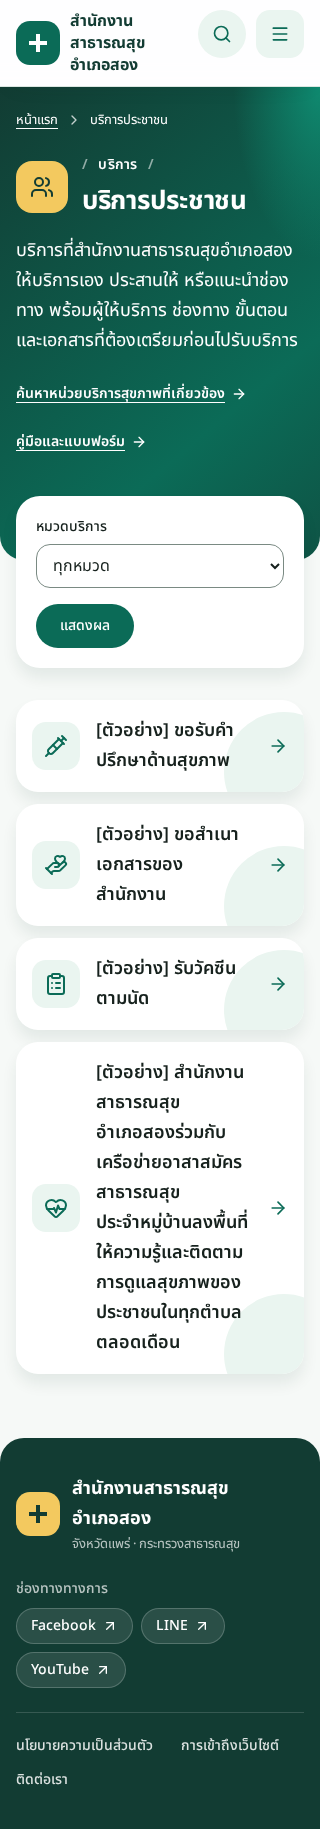 สำนักงาน
สาธารณสุข
อำเภอสอง
หน้าแรก > บริการประชาชน
/ บริการ /
บริการประชาชน
บริการที่สำนักงานสาธารณสุขอำเภอสอง
ให้บริการเอง ประสานให้ หรือแนะนำช่อง
ทาง พร้อมผู้ให้บริการ ช่องทาง ขั้นตอน
และเอกสารที่ต้องเตรียมก่อนไปรับบริการ
ค้นหาหน่วยบริการสุขภาพที่เกี่ยวข้อง →
คู่มือและแบบฟอร์ม →
หมวดบริการ
ทุกหมวด
แสดงผล
[ตัวอย่าง] ขอรับคำ
ปรึกษาด้านสุขภาพ
[ตัวอย่าง] ขอสำเนา
เอกสารของ
สำนักงาน
[ตัวอย่าง] รับวัคซีน
ตามนัด
[ตัวอย่าง] สำนักงาน
สาธารณสุข
อำเภอสองร่วมกับ
เครือข่ายอาสาสมัคร
สาธารณสุข
ประจำหมู่บ้านลงพื้นที่
ให้ความรู้และติดตาม
การดูแลสุขภาพของ
ประชาชนในทุกตำบล
ตลอดเดือน
สำนักงานสาธารณสุข
อำเภอสอง
จังหวัดแพร่ · กระทรวงสาธารณสุข
ช่องทางทางการ
Facebook
LINE
YouTube
นโยบายความเป็นส่วนตัว
การเข้าถึงเว็บไซต์
ติดต่อเรา